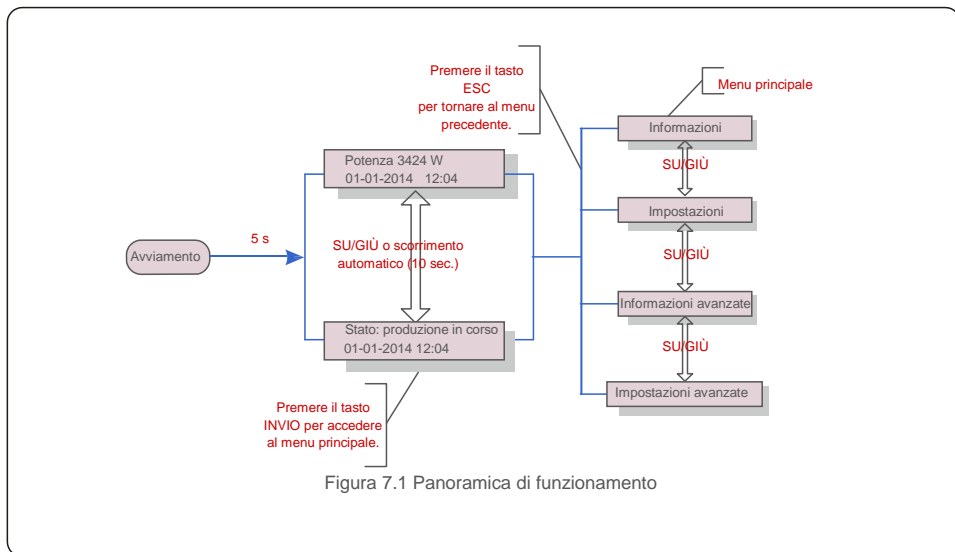 Premere il tasto
ESC
per tornare al menu
precedente.
Menu principale
Informazioni
SU/GIÙ
Impostazioni
SU/GIÙ
Informazioni avanzate
SU/GIÙ
Impostazioni avanzate
Potenza 3424 W
01-01-2014 12:04
5 s
Avviamento
SU/GIÙ o scorrimento
automatico (10 sec.)
Stato: produzione in corso
01-01-2014 12:04
Premere il tasto
INVIO per accedere
al menu principale.
Figura 7.1 Panoramica di funzionamento